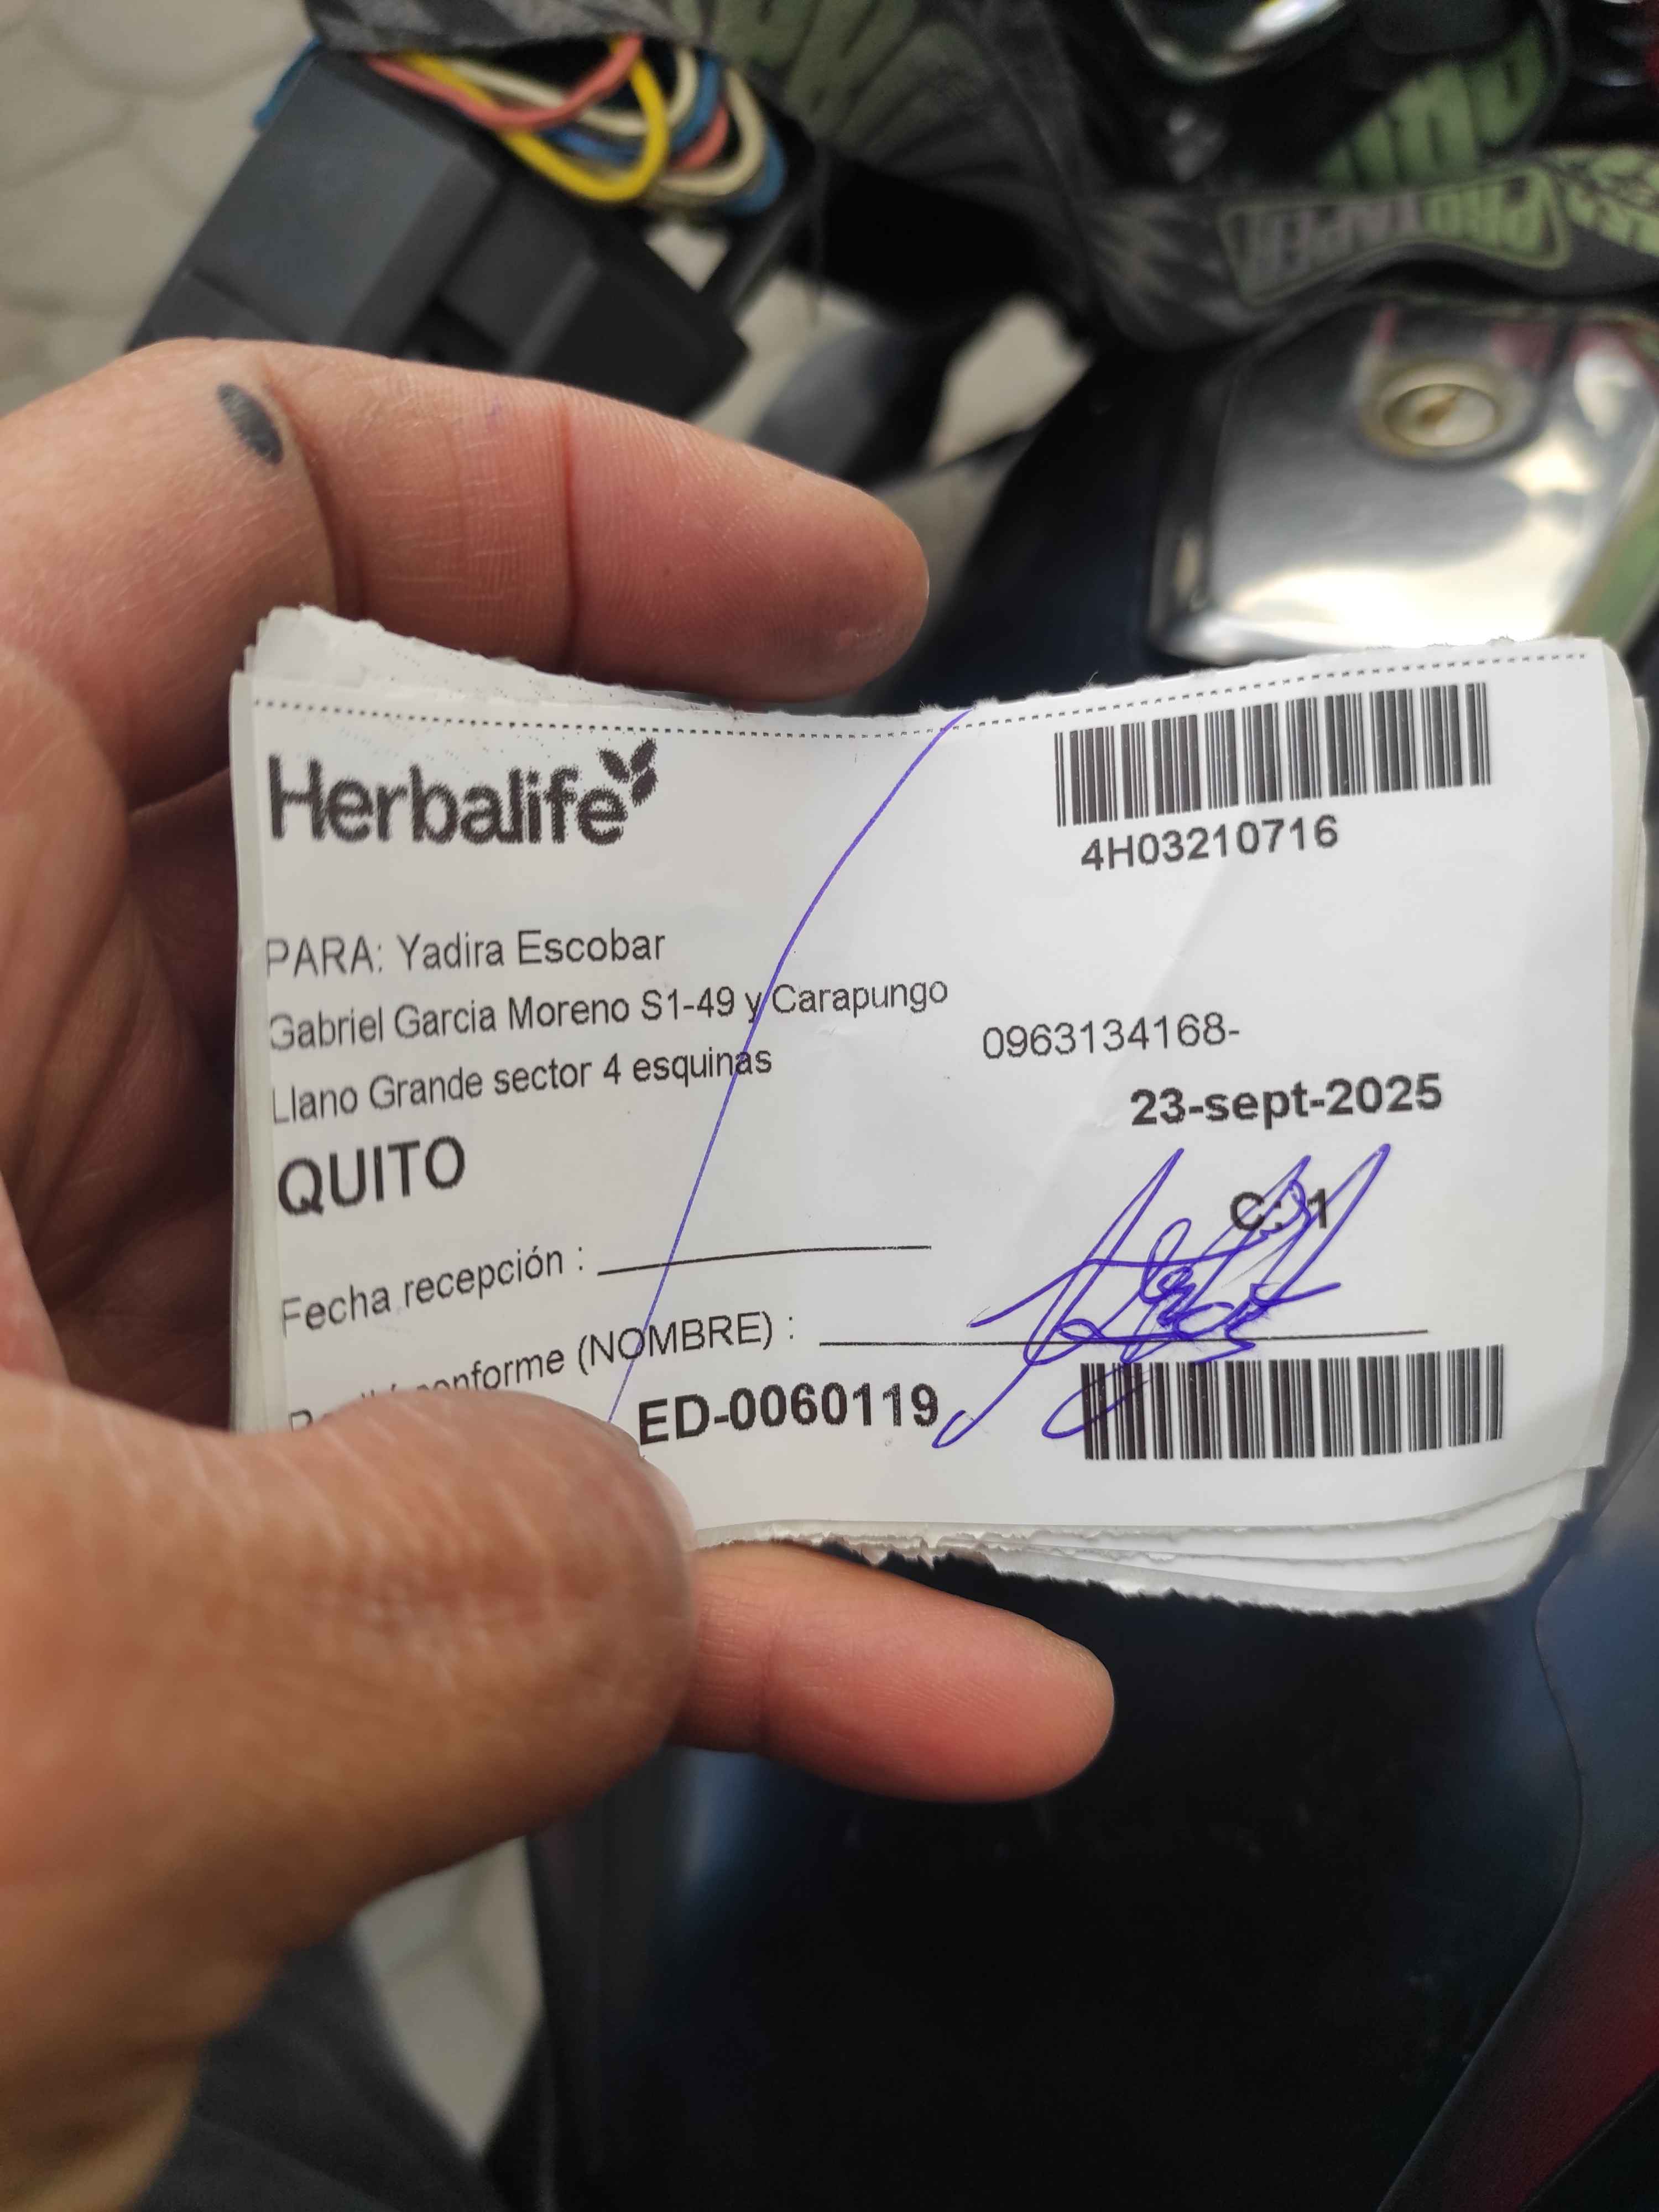 Herbalife
4H03210716
PARA: Yadira Escobar
Gabriel Garcia Moreno S1-49 y Carapungo
0963134168-
Llano Grande sector 4 esquinas
23-sept-2025
QUITO
C: 1
Fecha recepción :
conforme (NOMBRE) :
ED-0060119
PROTAPER